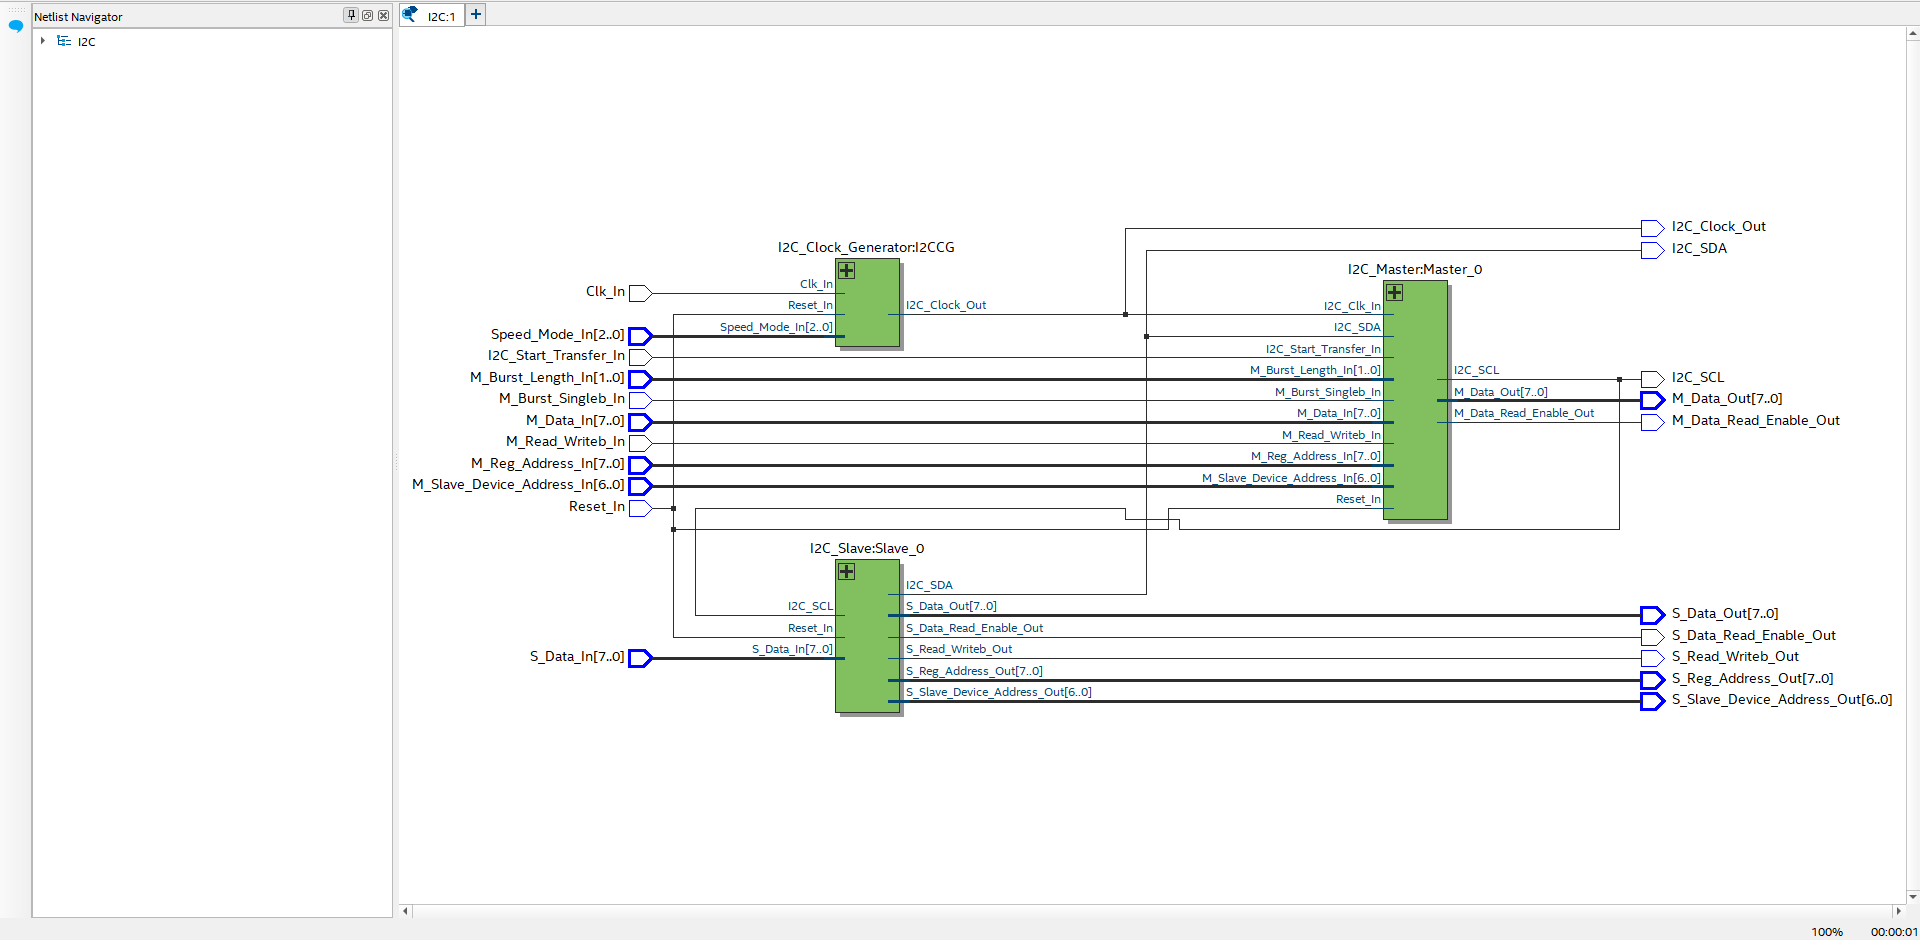 Netlist Navigator
I2C:1
I2C
I2C_Clock_Out
I2C_SDA
I2C_Clock_Generator:I2CCG
I2C_Master:Master_0
Clk_In
Clk_In
Reset_In
I2C_Clock_Out
I2C_Clk_In
Speed_Mode_In[2..0]
Speed_Mode_In[2..0]
I2C_SDA
I2C_Start_Transfer_In
I2C_Start_Transfer_In
M_Burst_Length_In[1..0]
M_Burst_Length_In[1..0]
I2C_SCL
I2C_SCL
M_Burst_Singleb_In
M_Burst_Singleb_In
M_Data_Out[7..0]
M_Data_Out[7..0]
M_Data_In[7..0]
M_Data_In[7..0]
M_Data_Read_Enable_Out
M_Data_Read_Enable_Out
M_Read_Writeb_In
M_Read_Writeb_In
M_Reg_Address_In[7..0]
M_Reg_Address_In[7..0]
M_Slave_Device_Address_In[6..0]
M_Slave_Device_Address_In[6..0]
Reset_In
Reset_In
I2C_Slave:Slave_0
I2C_SDA
I2C_SCL
S_Data_Out[7..0]
S_Data_Out[7..0]
Reset_In
S_Data_Read_Enable_Out
S_Data_Read_Enable_Out
S_Data_In[7..0]
S_Data_In[7..0]
S_Read_Writeb_Out
S_Read_Writeb_Out
S_Reg_Address_Out[7..0]
S_Reg_Address_Out[7..0]
S_Slave_Device_Address_Out[6..0]
S_Slave_Device_Address_Out[6..0]
100%
00:00:01